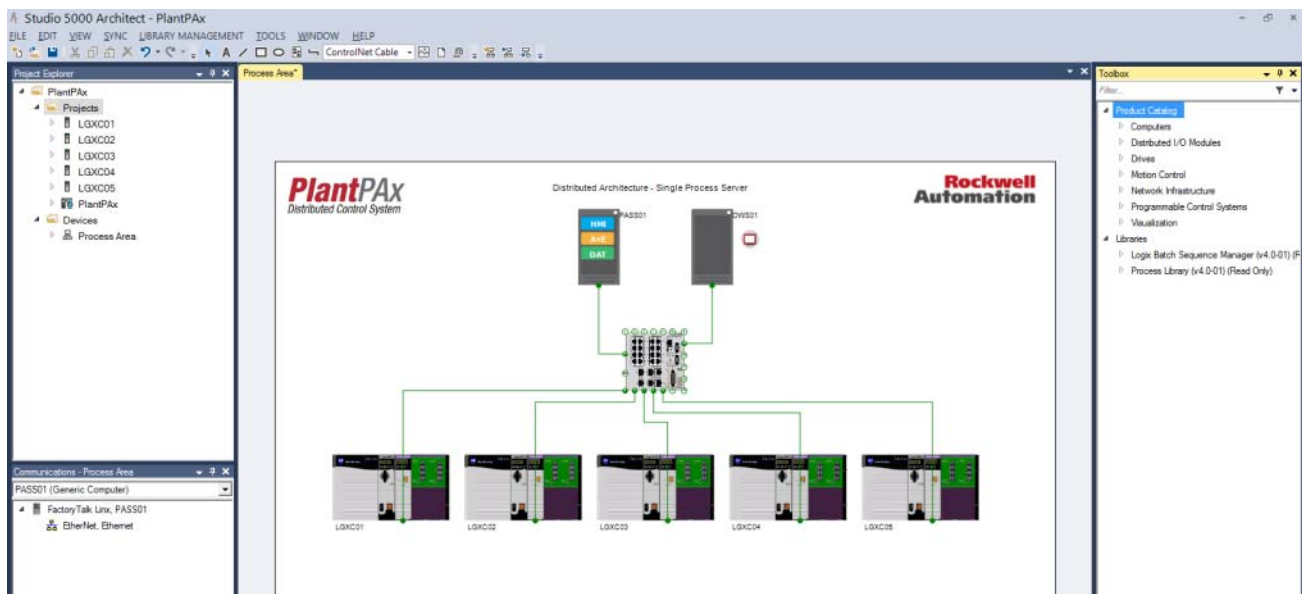 Studio 5000 Architect - PlantPAx
FILE EDIT VIEW SYNC LIBRARY MANAGEMENT TOOLS WINDOW HELP
ControlNet Cable
Project Explorer
PlantPAx
Projects
LGXC01
LGXC02
LGXC03
LGXC04
LGXC05
PlantPAx
Devices
Process Area
Communications - Process Area
PASS01 (Generic Computer)
FactoryTalk Linx, PASS01
EtherNet, Ethernet
Process Area*
PlantPAx
Distributed Control System
Distributed Architecture - Single Process Server
Rockwell
Automation
PASS01
OWS01
HMI
A+E
DAT
LGXC01
LGXC02
LGXC03
LGXC04
LGXC05
Toolbox
Filter...
Product Catalog
Computers
Distributed I/O Modules
Drives
Motion Control
Network Infrastructure
Programmable Control Systems
Visualization
Libraries
Logix Batch Sequence Manager (v4.0-01) (F
Process Library (v4.0-01) (Read Only)